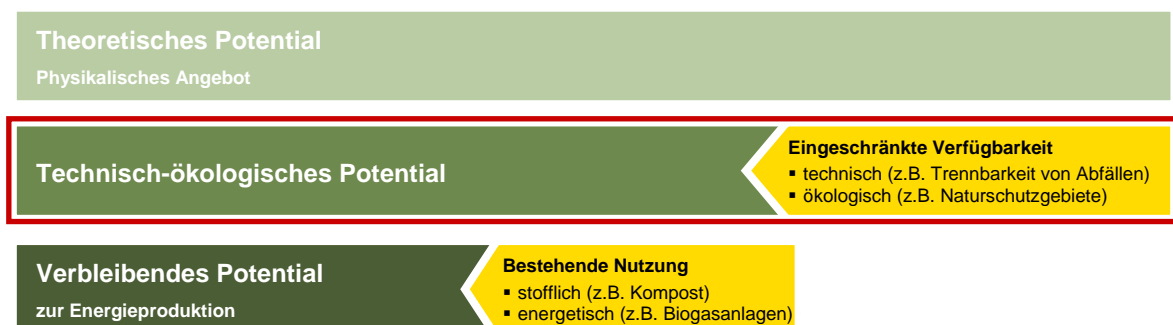 Theoretisches Potential
Physikalisches Angebot
Technisch-ökologisches Potential
Eingeschränkte Verfügbarkeit
▪ technisch (z.B. Trennbarkeit von Abfällen)
▪ ökologisch (z.B. Naturschutzgebiete)
Verbleibendes Potential
zur Energieproduktion
Bestehende Nutzung
▪ stofflich (z.B. Kompost)
▪ energetisch (z.B. Biogasanlagen)